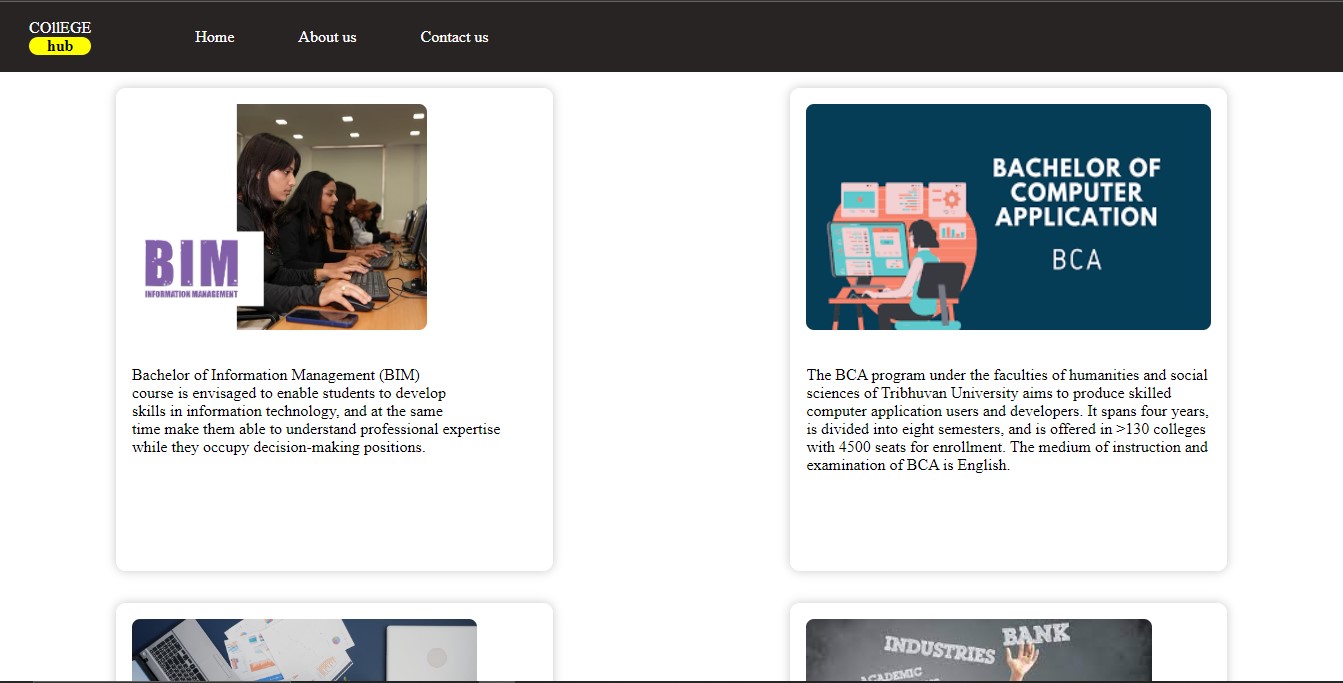 COllEGE
hub
Home
About us
Contact us
BIM
INFORMATION MANAGEMENT
Bachelor of Information Management (BIM)
course is envisaged to enable students to develop
skills in information technology, and at the same
time make them able to understand professional expertise
while they occupy decision-making positions.
BACHELOR OF
COMPUTER
APPLICATION
BCA
The BCA program under the faculties of humanities and social
sciences of Tribhuvan University aims to produce skilled
computer application users and developers. It spans four years,
is divided into eight semesters, and is offered in >130 colleges
with 4500 seats for enrollment. The medium of instruction and
examination of BCA is English.
INDUSTRIES
BANK
ACADEMIC